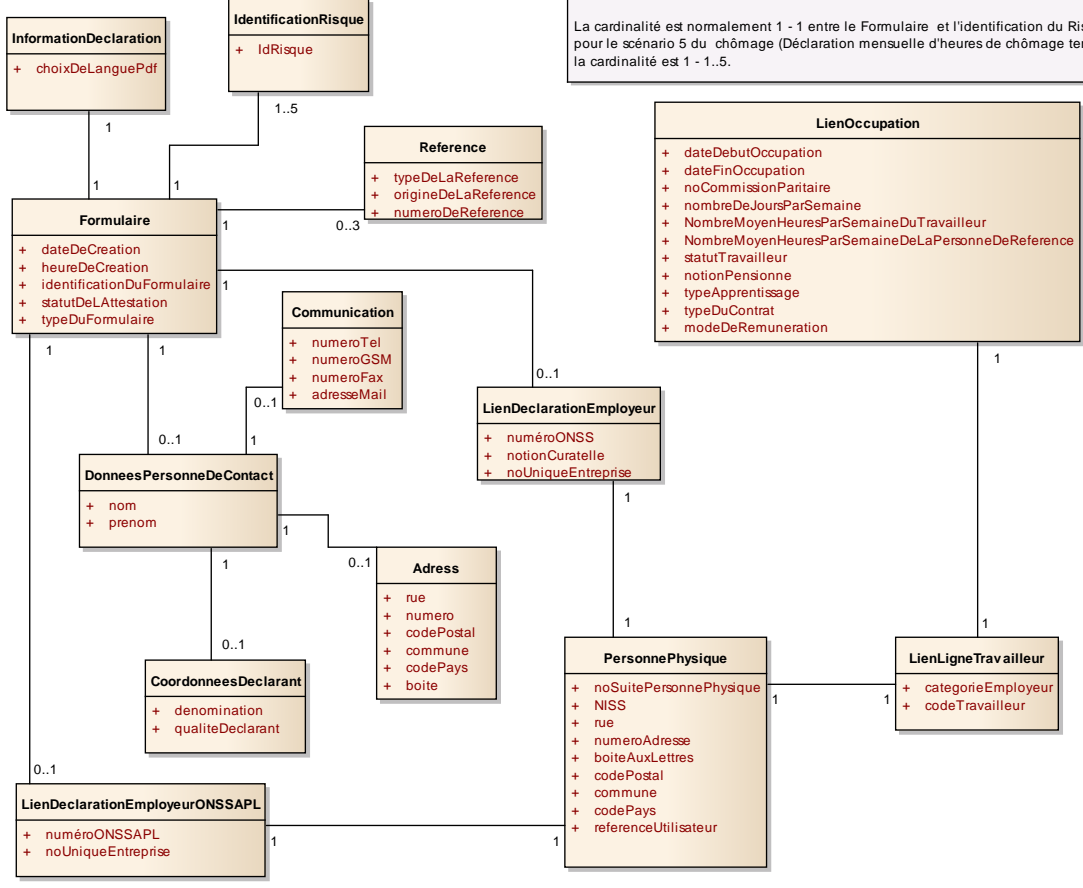 IdentificationRisque
+ IdRisque
La cardinalité est normalement 1 - 1 entre le Formulaire et l'identification du
pour le scénario 5 du chômage (Déclaration mensuelle d'heures de chômage
la cardinalité est 1 - 1..5.
InformationDeclaration
+ choixDeLanguePdf
1
1..5
1
1
Reference
+ typeDeLaReference
+ origineDeLaReference
+ numeroDeReference
1
0..3
LienOccupation
+ dateDebutOccupation
+ dateFinOccupation
+ noCommissionParitaire
+ nombreDeJoursParSemaine
+ NombreMoyenHeuresParSemaineDuTravailleur
+ NombreMoyenHeuresParSemaineDeLaPersonneDeReference
+ statutTravailleur
+ notionPensionne
+ typeApprentissage
+ typeDuContrat
+ modeDeRemuneration
1
Formulaire
+ dateDeCreation
+ heureDeCreation
+ identificationDuFormulaire
+ statutDeLAttestation
+ typeDuFormulaire
1
1
1
Communication
+ numeroTel
+ numeroGSM
+ numeroFax
+ adresseMail
0..1
0..1
0..1
1
LienDeclarationEmployeur
+ numéroONSS
+ notionCuratelle
+ noUniqueEntreprise
1
DonneesPersonneDeContact
+ nom
+ prenom
1
1
0..1
Adress
+ rue
+ numero
+ codePostal
+ commune
+ codePays
+ boite
0..1
CoordonneesDeclarant
+ denomination
+ qualiteDeclarant
1
1
PersonnePhysique
+ noSuitePersonnePhysique
+ NISS
+ rue
+ numeroAdresse
+ boiteAuxLettres
+ codePostal
+ commune
+ codePays
+ referenceUtilisateur
1
1
LienLigneTravailleur
+ categorieEmployeur
+ codeTravailleur
0..1
LienDeclarationEmployeurONSSAPL
+ numéroONSSAPL
+ noUniqueEntreprise
1
1